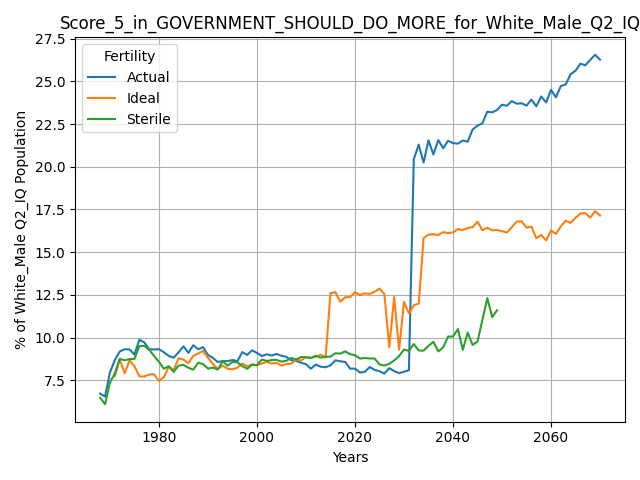 Score_5_in_GOVERNMENT_SHOULD_DO_MORE_for_White_Male_Q2_IQ
27.5
25.0
22.5
20.0
17.5
15.0
12.5
10.0
7.5
% of White_Male Q2_IQ Population
Fertility
Actual
Ideal
Sterile
1980
2000
2020
2040
2060
Years